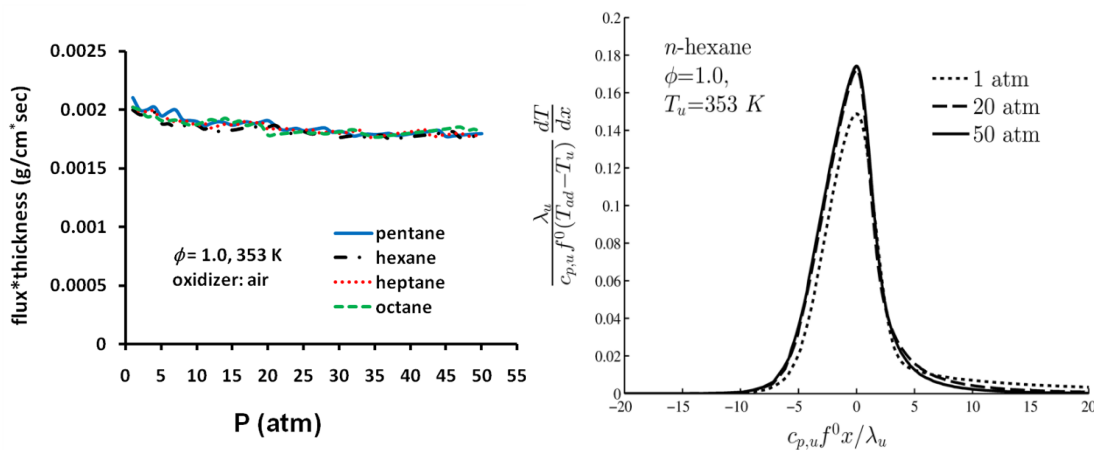 flux*thickness (g/cm*sec)
0.0025
0.002
0.0015
0.001
0.0005
0
ϕ= 1.0, 353 K
oxidizer: air
pentane
hexane
heptane
octane
0 5 10 15 20 25 30 35 40 45 50 55
P (atm)
λ_u / (c_{p,u} f^0 (T_{ad}−T_u)) dT/dx
0.2
0.18
0.16
0.14
0.12
0.1
0.08
0.06
0.04
0.02
0
n-hexane
ϕ=1.0,
T_u=353 K
1 atm
20 atm
50 atm
−20 −15 −10 −5 0 5 10 15 20
c_{p,u} f^0 x/λ_u